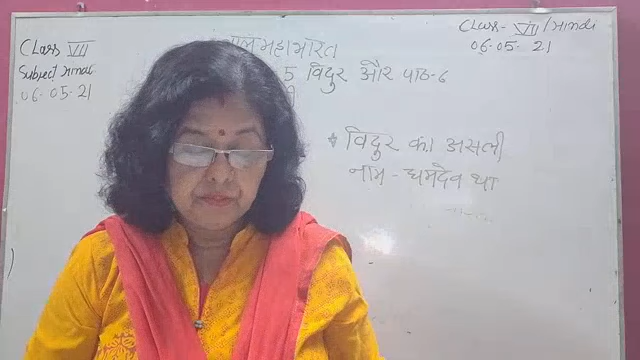 Class VII
Subject
06-05-21
Class - VII / Hindi
06-05. 21
बाल महाभारत
5 विदुर और पाठ-6
* विदुर का असली
नाम - धर्मदेव था